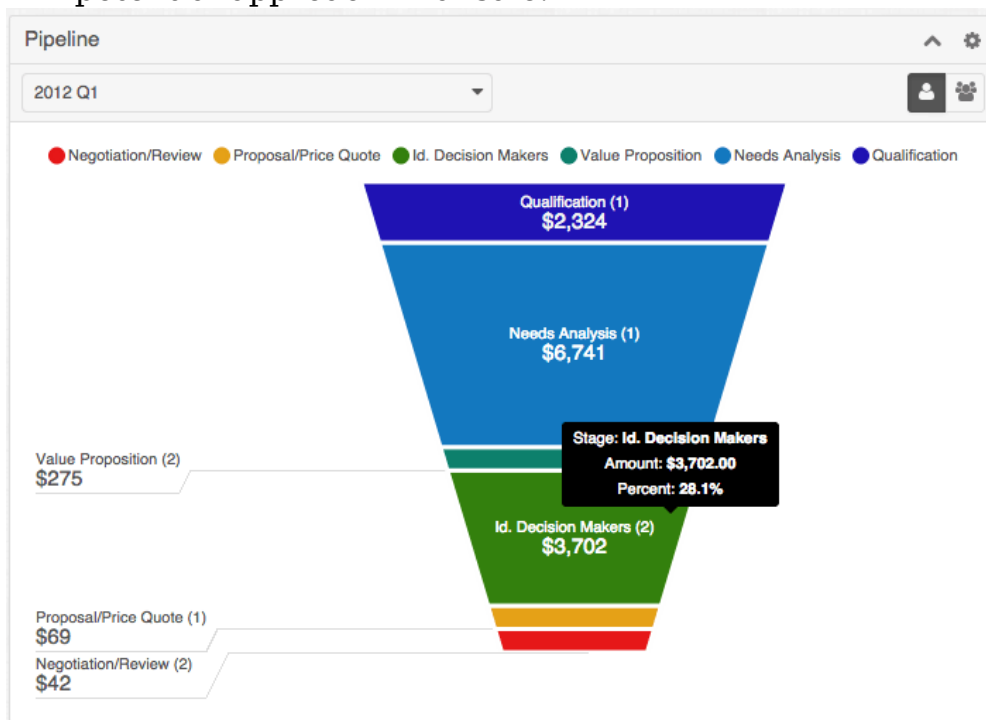 Pipeline
2012 Q1
Negotiation/Review Proposal/Price Quote Id. Decision Makers Value Proposition Needs Analysis Qualification
Qualification (1)
$2,324
Needs Analysis (1)
$6,741
Stage: Id. Decision Makers
Amount: $3,702.00
Percent: 28.1%
Value Proposition (2)
$275
Id. Decision Makers (2)
$3,702
Proposal/Price Quote (1)
$69
Negotiation/Review (2)
$42